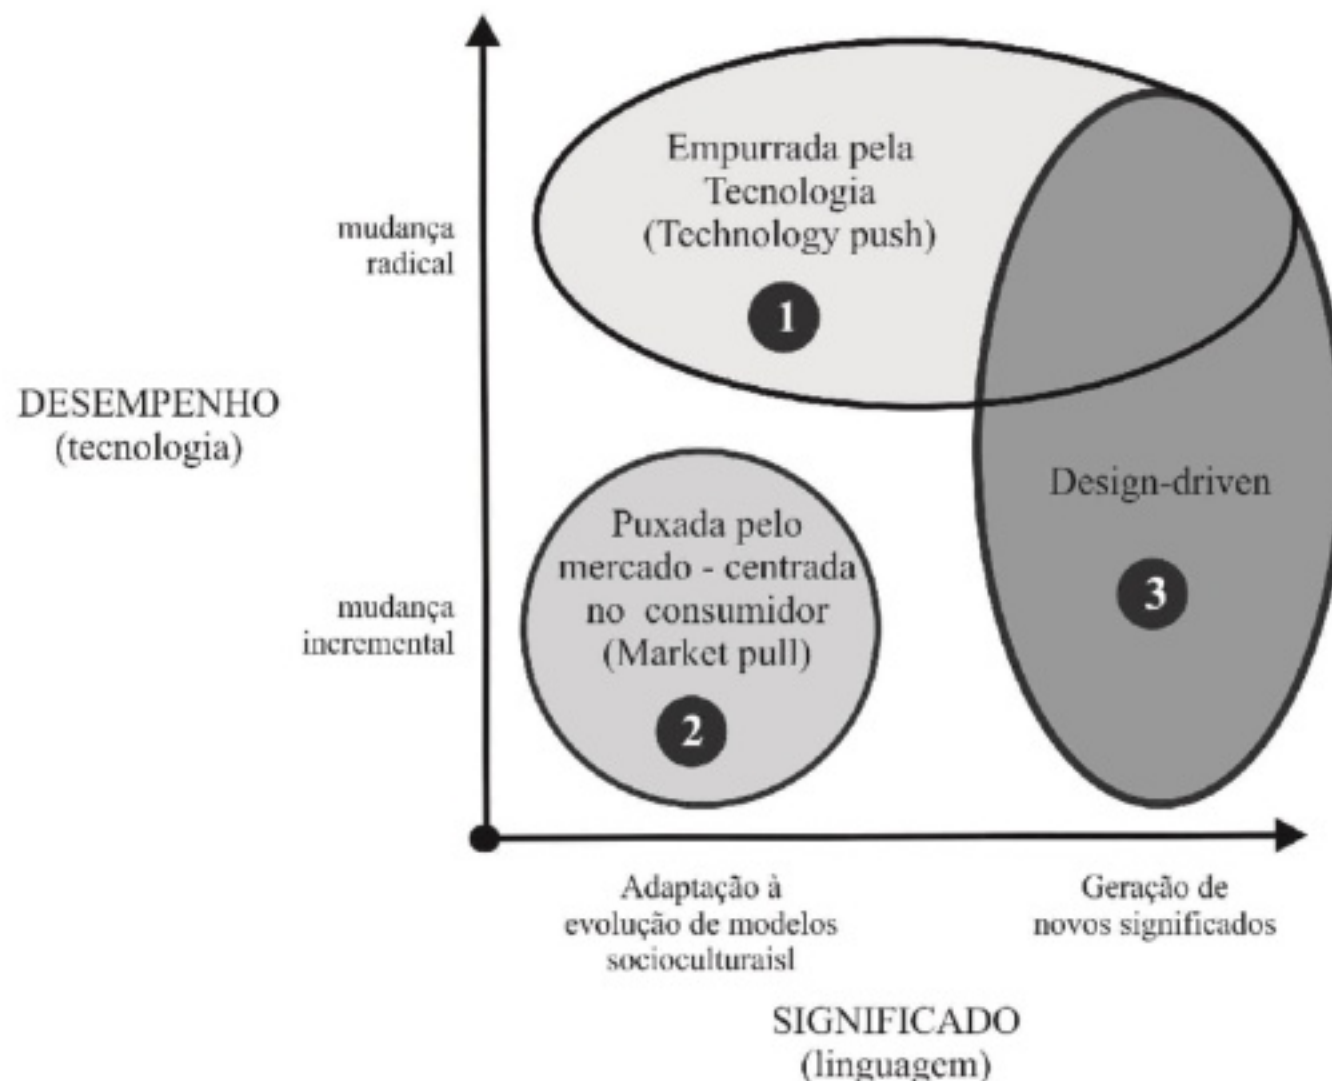 Empurrada pela
Tecnologia
(Technology push)
1
mudança
radical
DESEMPENHO
(tecnologia)
Design-driven
3
Puxada pelo
mercado - centrada
no consumidor
(Market pull)
2
mudança
incremental
Adaptação à
evolução de modelos
socioculturaisl
Geração de
novos significados
SIGNIFICADO
(linguagem)